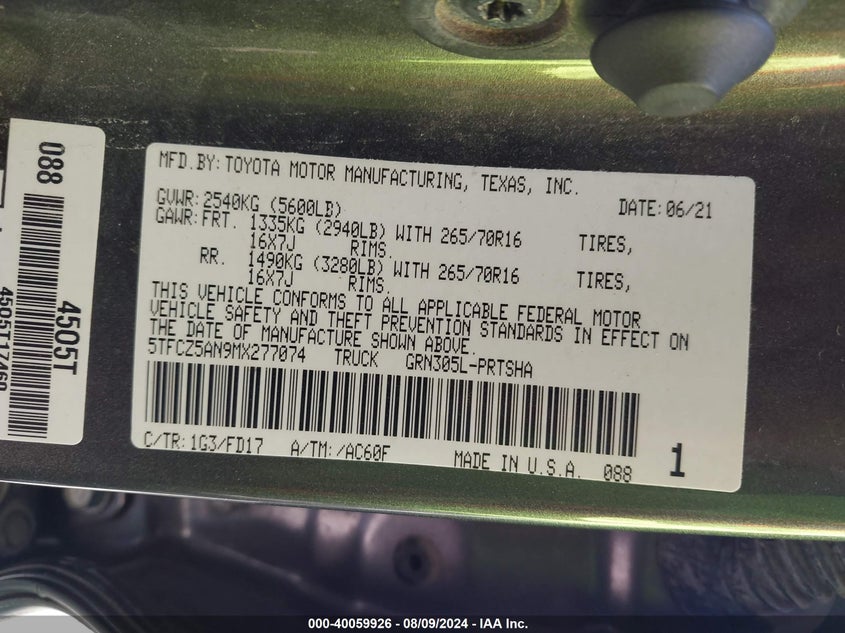 088
4505T
4505T17460
MFD.BY:TOYOTA MOTOR MANUFACTURING, TEXAS, INC.
GVWR:2540KG (5600LB) DATE:06/21
GAWR:FRT. 1335KG (2940LB) WITH 265/70R16 TIRES,
16X7J RIMS.
RR. 1490KG (3280LB) WITH 265/70R16 TIRES,
16X7J RIMS.
THIS VEHICLE CONFORMS TO ALL APPLICABLE FEDERAL MOTOR
VEHICLE SAFETY AND THEFT PREVENTION STANDARDS IN EFFECT ON
THE DATE OF MANUFACTURE SHOWN ABOVE.
5TFCZ5AN9MX277074 TRUCK GRN305L-PRTSHA
C/TR:1G3/FD17 A/TM:/AC60F MADE IN U.S.A. 088 1
000-40059926 - 08/09/2024 - IAA Inc.